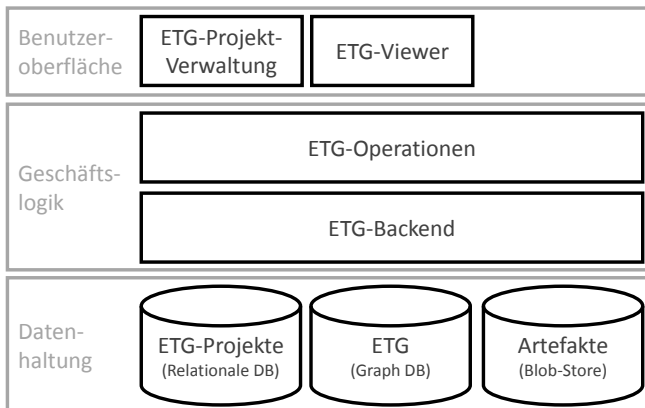 Benutzer-
oberfläche
ETG-Projekt-
Verwaltung
ETG-Viewer
Geschäfts-
logik
ETG-Operationen
ETG-Backend
Daten-
haltung
ETG-Projekte
(Relationale DB)
ETG
(Graph DB)
Artefakte
(Blob-Store)